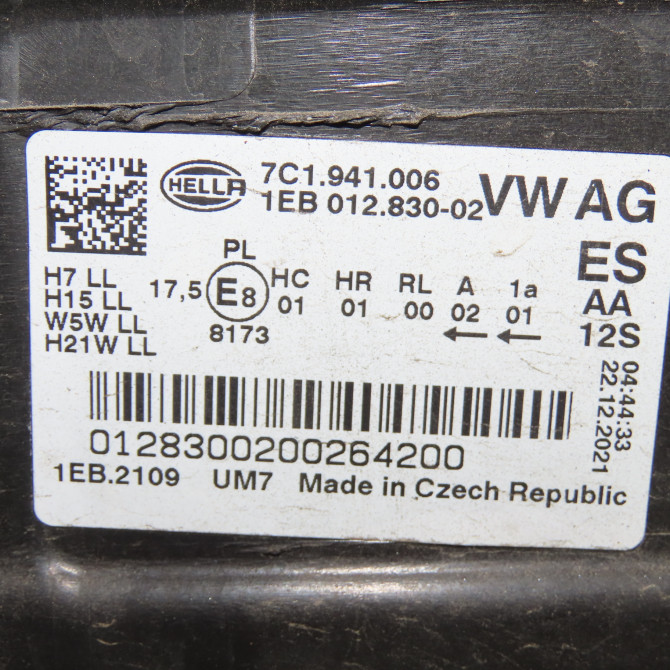 HELLA 7C1.941.006 VW AG
1EB 012.830-02
ES
AA
12S
H7 LL
H15 LL
W5W LL
H21W LL
17,5
PL
E8
8173
HC HR RL A 1a
01 01 00 02 01
04:44:33
22.12.2021
0128300200264200
1EB.2109 UM7 Made in Czech Republic